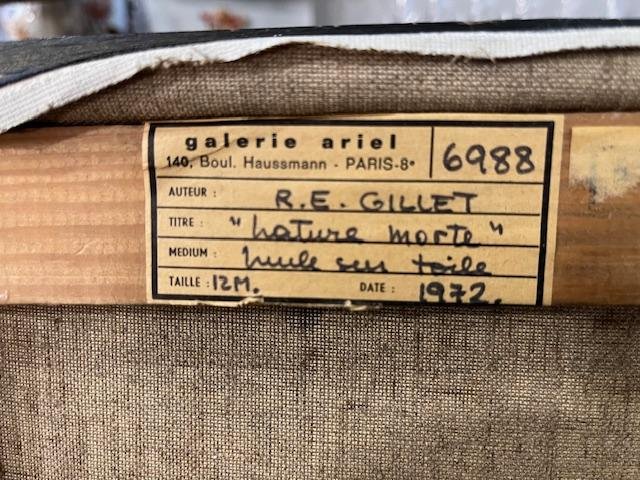 galerie ariel
140, Boul. Haussmann - PARIS-8e
6988
AUTEUR : R.E. GILLET
TITRE : "nature morte"
MEDIUM : huile sur toile
TAILLE : 12M. DATE : 1972.